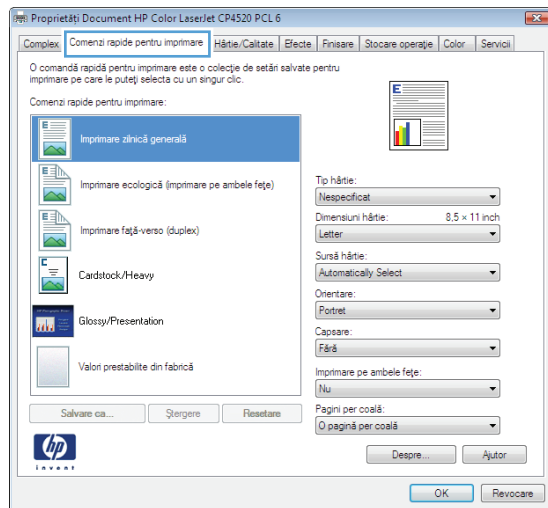 Proprietăți Document HP Color LaserJet CP4520 PCL 6
Complex
Comenzi rapide pentru imprimare
Hârtie/Calitate
Efecte
Finisare
Stocare operație
Color
Servicii
O comandă rapidă pentru imprimare este o colecție de setări salvate pentru
imprimare pe care le puteți selecta cu un singur clic.
Comenzi rapide pentru imprimare:
Imprimare zilnică generală
Imprimare ecologică (imprimare pe ambele fețe)
Imprimare față-verso (duplex)
Cardstock/Heavy
Glossy/Presentation
Valori prestabilite din fabrică
Salvare ca...
Ștergere
Resetare
Tip hârtie:
Nespecificat
Dimensiuni hârtie: 8,5 × 11 inch
Letter
Sursă hârtie:
Automatically Select
Orientare:
Portret
Capsare:
Fără
Imprimare pe ambele fețe:
Nu
Pagini per coală:
O pagină per coală
hp
invent
Despre...
Ajutor
OK
Revocare